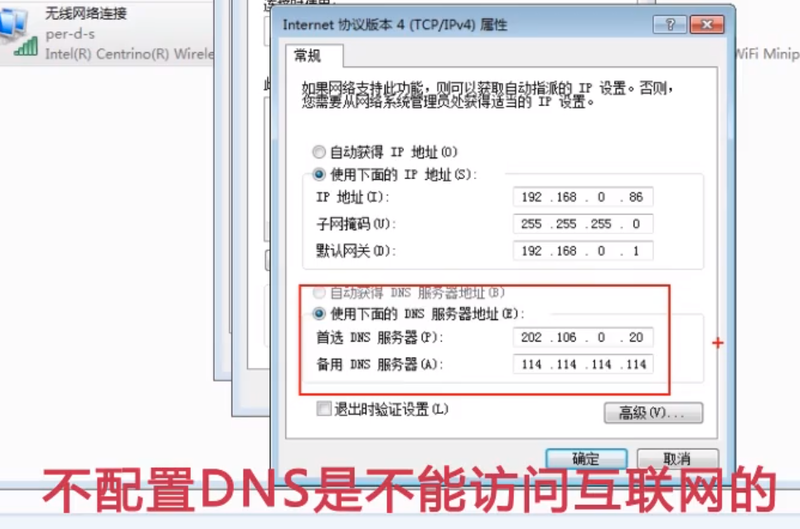 无线网络连接
per-d-s
Intel(R) Centrino(R) Wirele
WiFi Minip
Internet 协议版本 4 (TCP/IPv4) 属性
常规
如果网络支持此功能，则可以获取自动指派的 IP 设置。否则，
您需要从网络系统管理员处获得适当的 IP 设置。
自动获得 IP 地址(O)
使用下面的 IP 地址(S):
IP 地址(I): 192 .168 . 0 . 86
子网掩码(U): 255 .255 .255 . 0
默认网关(D): 192 .168 . 0 . 1
自动获得 DNS 服务器地址(B)
使用下面的 DNS 服务器地址(E):
首选 DNS 服务器(P): 202 .106 . 0 . 20
备用 DNS 服务器(A): 114 .114 .114 .114
退出时验证设置(L)
高级(V)...
确定 取消
不配置DNS是不能访问互联网的